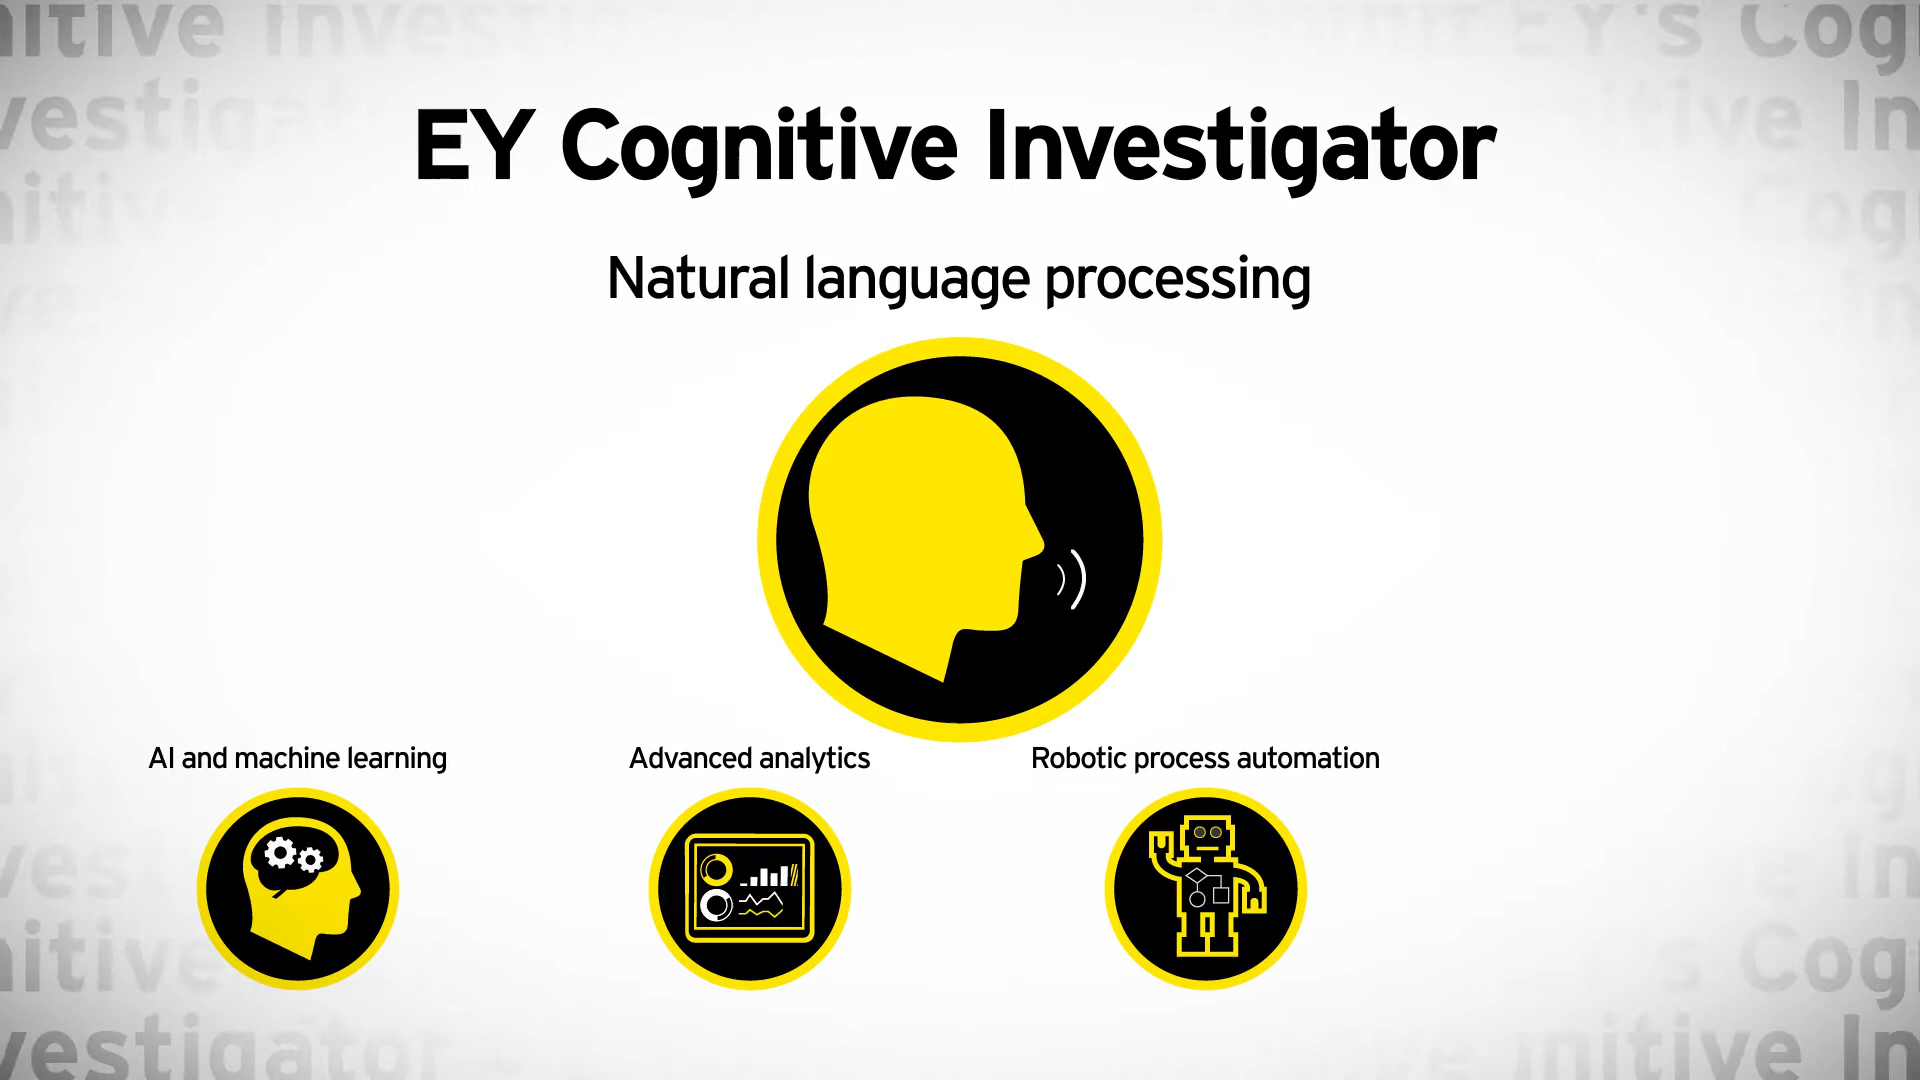 EY Cognitive Investigator
Natural language processing
AI and machine learning
Advanced analytics
Robotic process automation